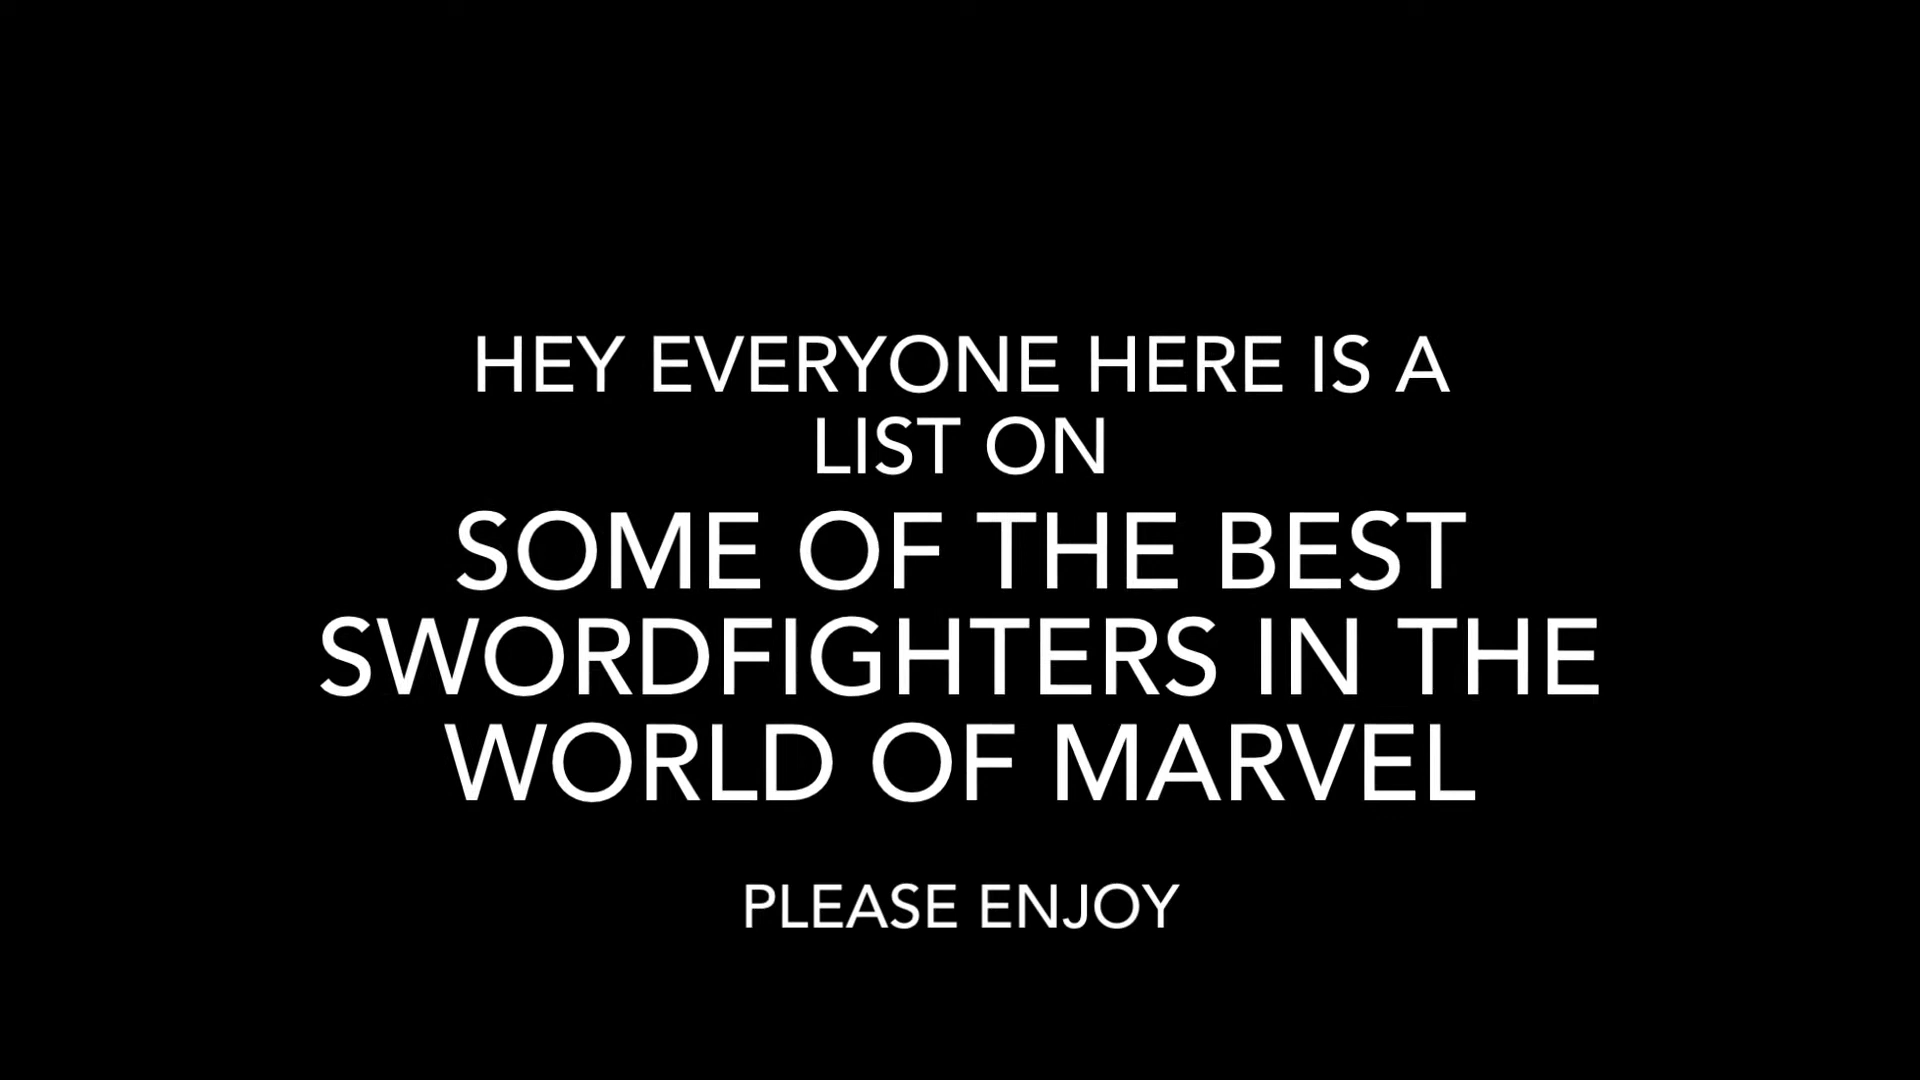 HEY EVERYONE HERE IS A
LIST ON
SOME OF THE BEST
SWORDFIGHTERS IN THE
WORLD OF MARVEL
PLEASE ENJOY